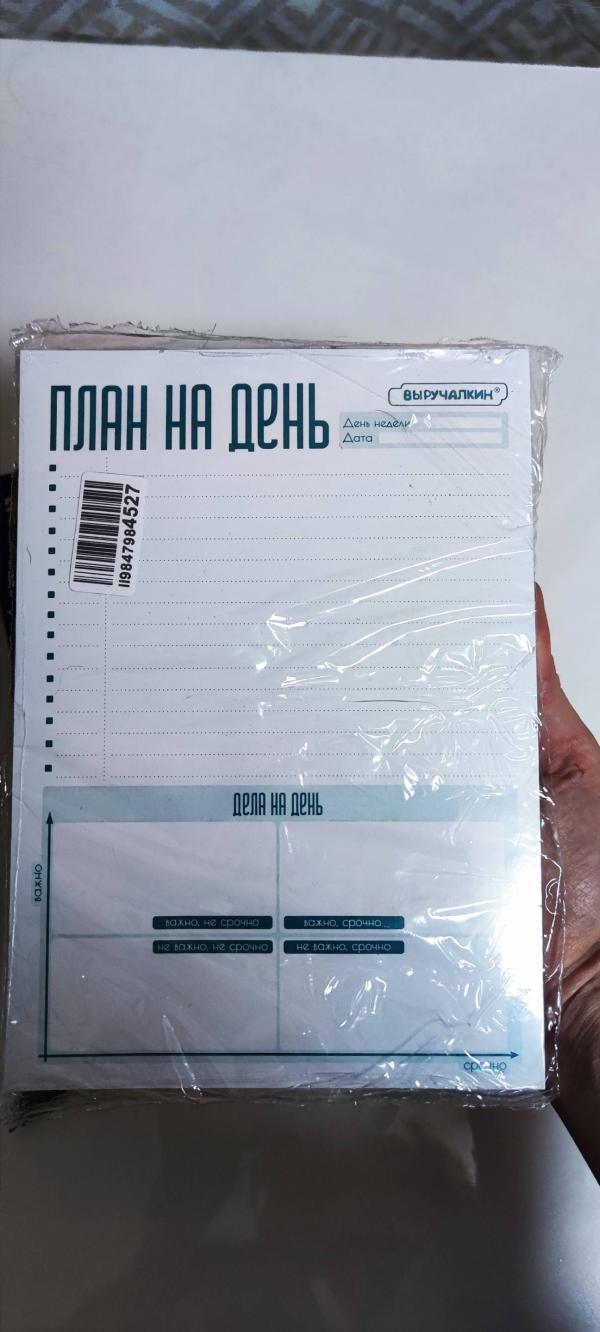 ПЛАН НА ДЕНЬ
ВЫРУЧАЛКИН®
День недели
Дата
ll9847984527
ДЕЛА НА ДЕНЬ
важно
важно, не срочно
важно, срочно
не важно, не срочно
не важно, срочно
срочно